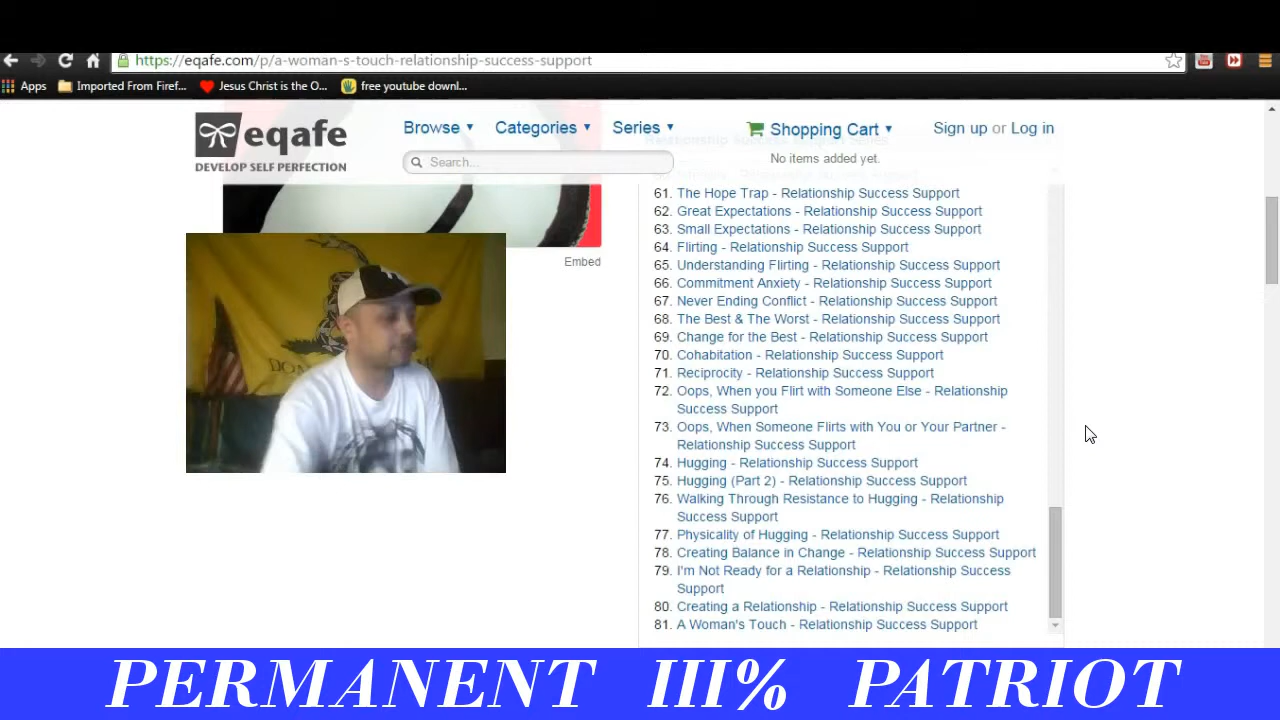 https://eqafe.com/p/a-woman-s-touch-relationship-success-support
Apps Imported From Firef... Jesus Christ is the O... free youtube downl...
eqafe
DEVELOP SELF PERFECTION
Browse Categories Series Shopping Cart Sign up or Log in
Search... No items added yet.
61. The Hope Trap - Relationship Success Support
62. Great Expectations - Relationship Success Support
63. Small Expectations - Relationship Success Support
64. Flirting - Relationship Success Support
65. Understanding Flirting - Relationship Success Support
66. Commitment Anxiety - Relationship Success Support
67. Never Ending Conflict - Relationship Success Support
68. The Best & The Worst - Relationship Success Support
69. Change for the Best - Relationship Success Support
70. Cohabitation - Relationship Success Support
71. Reciprocity - Relationship Success Support
72. Oops, When you Flirt with Someone Else - Relationship
Success Support
73. Oops, When Someone Flirts with You or Your Partner -
Relationship Success Support
74. Hugging - Relationship Success Support
75. Hugging (Part 2) - Relationship Success Support
76. Walking Through Resistance to Hugging - Relationship
Success Support
77. Physicality of Hugging - Relationship Success Support
78. Creating Balance in Change - Relationship Success Support
79. I'm Not Ready for a Relationship - Relationship Success
Support
80. Creating a Relationship - Relationship Success Support
81. A Woman's Touch - Relationship Success Support
Embed
PERMANENT III% PATRIOT